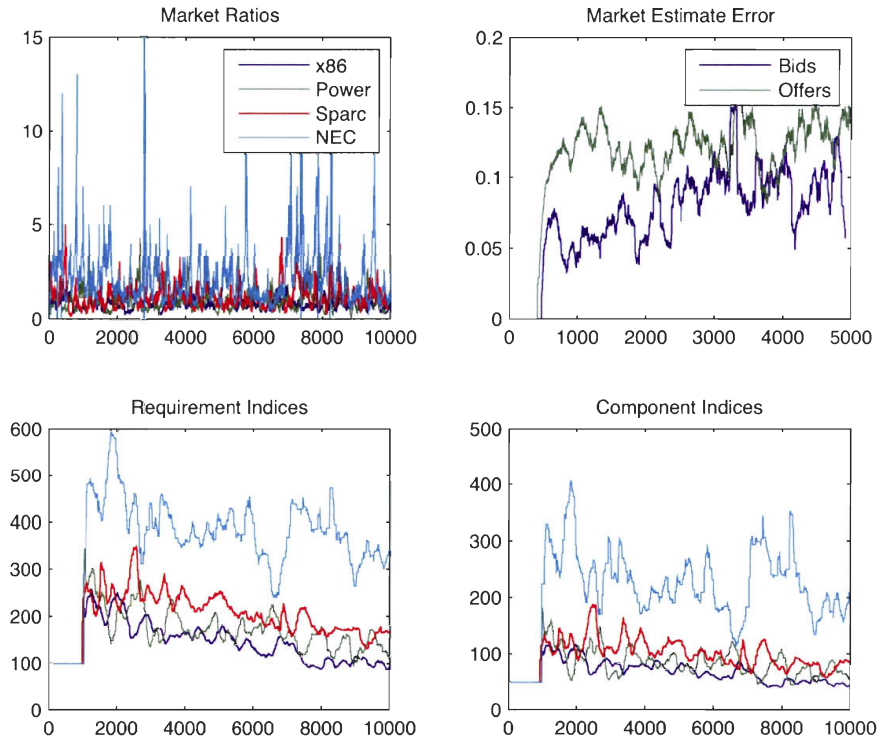 Market Ratios
15
10
5
0
0 2000 4000 6000 8000 10000
x86
Power
Sparc
NEC
Market Estimate Error
0.2
0.15
0.1
0.05
0
0 1000 2000 3000 4000 5000
Bids
Offers
Requirement Indices
600
500
400
300
200
100
0
0 2000 4000 6000 8000 10000
Component Indices
500
400
300
200
100
0
0 2000 4000 6000 8000 10000